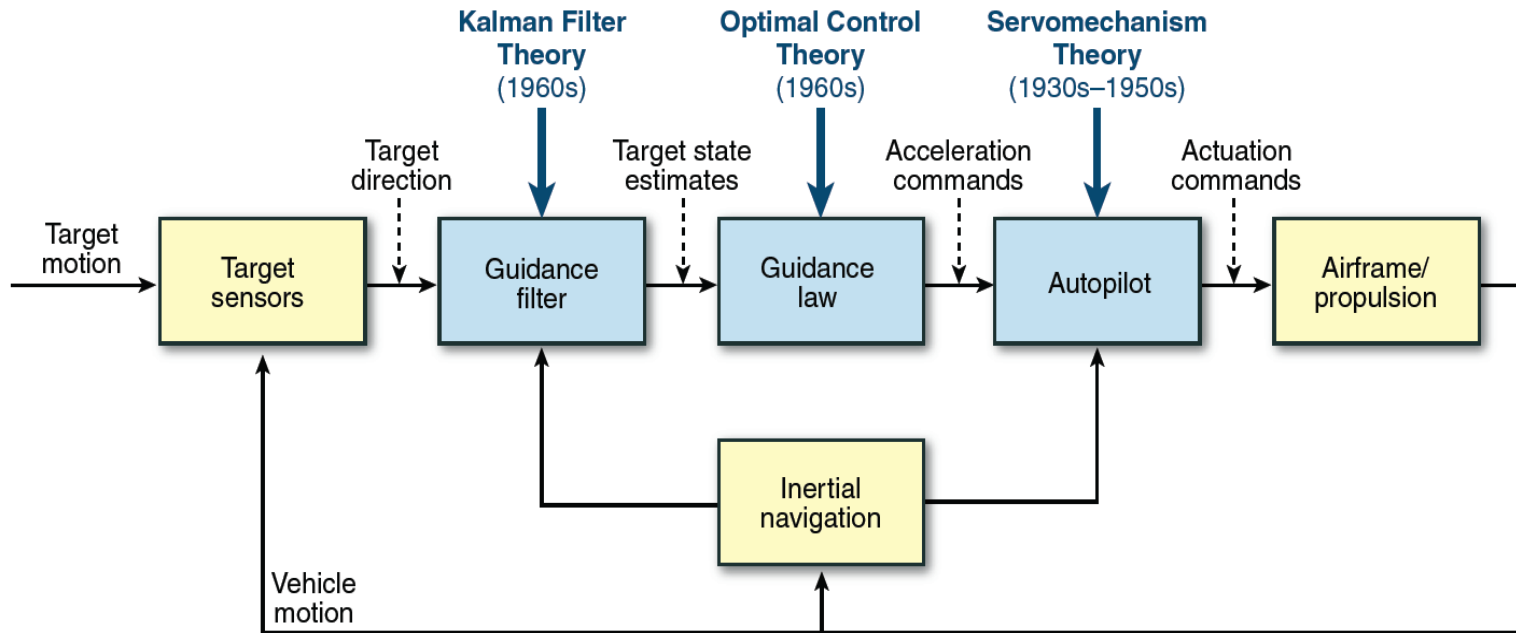 Kalman Filter
Theory
(1960s)
Optimal Control
Theory
(1960s)
Servomechanism
Theory
(1930s–1950s)
Target
direction
Target state
estimates
Acceleration
commands
Actuation
commands
Target
motion
Target
sensors
Guidance
filter
Guidance
law
Autopilot
Airframe/
propulsion
Inertial
navigation
Vehicle
motion